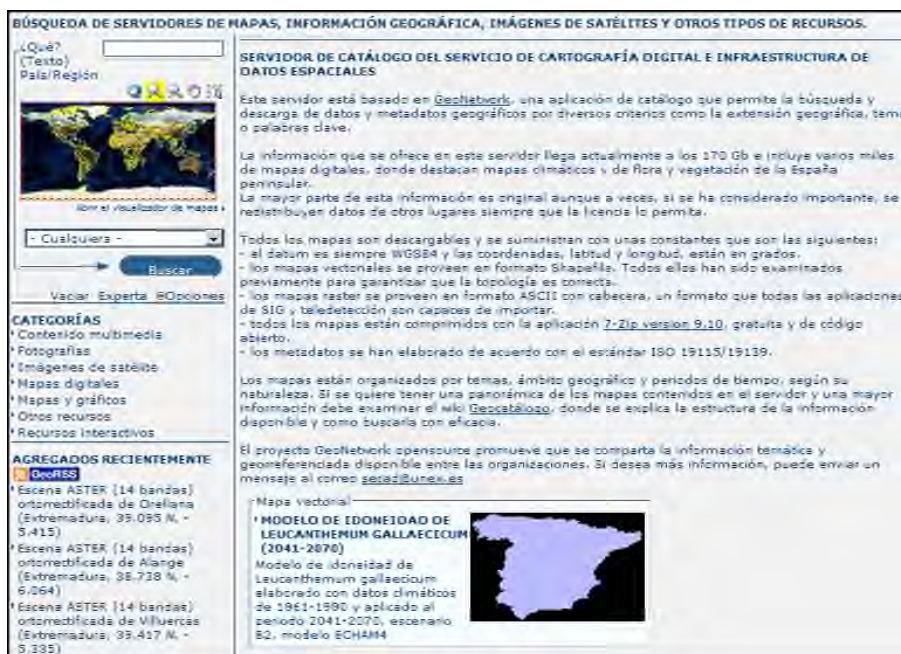 BÚSQUEDA DE SERVIDORES DE MAPAS, INFORMACIÓN GEOGRÁFICA, IMÁGENES DE SATÉLITES Y OTROS TIPOS DE RECURSOS.
¿Qué?
(Texto)
País/Región
Abrir el visualizador de mapas
- Cualquiera -
Buscar
Vaciar Experta Opciones
CATEGORÍAS
Contenido multimedia
Fotografías
Imágenes de satélite
Mapas digitales
Mapas y gráficos
Otros recursos
Recursos interactivos
AGREGADOS RECIENTEMENTE
GeoRSS
Escena ASTER (14 bandas)
ortorrectificada de Orellana
(Extremadura, 39.095 N, -
5.415)
Escena ASTER (14 bandas)
ortorrectificada de Alange
(Extremadura, 38.738 N, -
6.064)
Escena ASTER (14 bandas)
ortorrectificada de Villuercas
(Extremadura, 39.417 N, -
5.335)
SERVIDOR DE CATÁLOGO DEL SERVICIO DE CARTOGRAFÍA DIGITAL E INFRAESTRUCTURA DE
DATOS ESPACIALES
Este servidor está basado en GeoNetwork, una aplicación de catálogo que permite la búsqueda y
descarga de datos y metadatos geográficos por diversos criterios como la extensión geográfica, tema
o palabras clave.
La información que se ofrece en este servidor llega actualmente a los 170 Gb e incluye varios miles
de mapas digitales, donde destacan mapas climáticos y de flora y vegetación de la España
peninsular.
La mayor parte de esta información es original aunque a veces, si se ha considerado importante, se
redistribuyen datos de otros lugares siempre que la licencia lo permita.
Todos los mapas son descargables y se suministran con unas constantes que son las siguientes:
- el datum es siempre WGS84 y las coordenadas, latitud y longitud, están en grados.
- los mapas vectoriales se proveen en formato Shapefile. Todos ellos han sido examinados
previamente para garantizar que la topología es correcta.
- los mapas raster se proveen en formato ASCII con cabecera, un formato que todas las aplicaciones
de SIG y teledetección son capaces de importar.
- todos los mapas están comprimidos con la aplicación 7-Zip version 9.10, gratuita y de código
abierto.
- los metadatos se han elaborado de acuerdo con el estándar ISO 19115/19139.
Los mapas están organizados por temas, ámbito geográfico y periodos de tiempo, según su
naturaleza. Si se quiere tener una panorámica de los mapas contenidos en el servidor y una mayor
información debe examinar el wiki Geocatálogo, donde se explica la estructura de la información
disponible y como buscarla con eficacia.
El proyecto GeoNetwork opensource promueve que se comparta la información temática y
georreferenciada disponible entre las organizaciones. Si desea más información, puede enviar un
mensaje al correo secad@unex.es
Mapa vectorial
MODELO DE IDONEIDAD DE
LEUCANTHEMUM GALLAECICUM
(2041-2070)
Modelo de idoneidad de
Leucanthemum gallaecicum
elaborado con datos climáticos
de 1961-1990 y aplicado al
periodo 2041-2070, escenario
B2, modelo ECHAM4